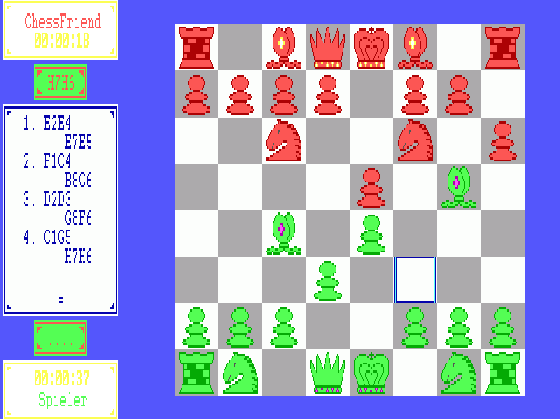 ChessFriend
00:00:18
H7H6
1. E2E4
E7E5
2. F1C4
B8C6
3. D2D3
G8F6
4. C1G5
H7H6
=
....
00:00:37
Spieler